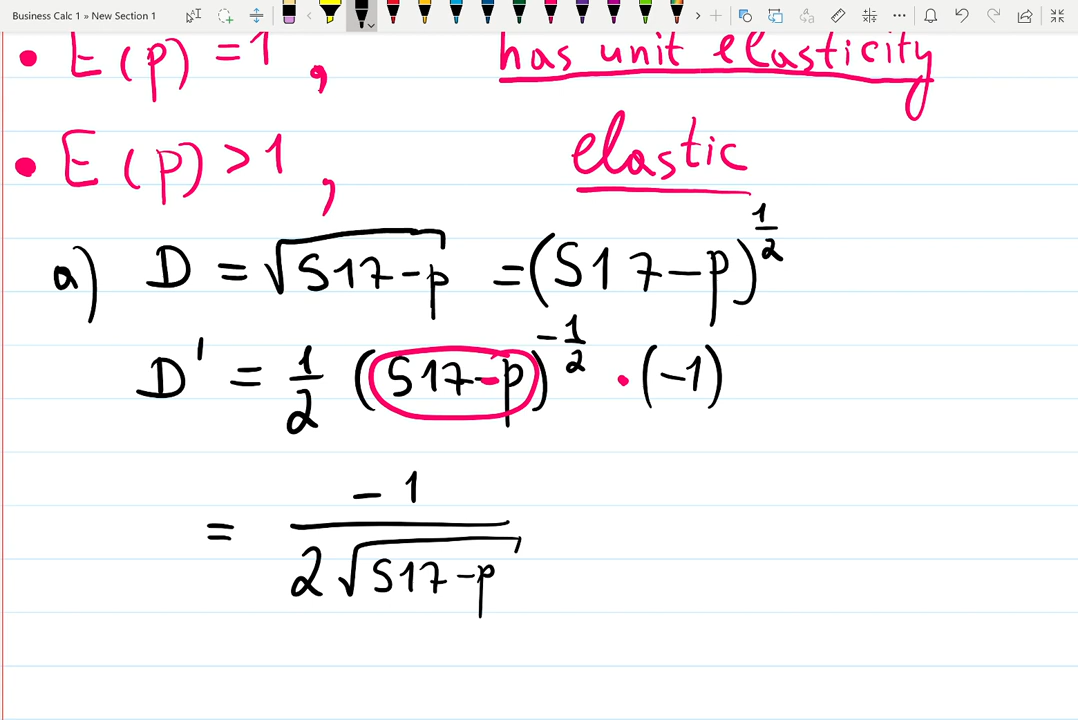 Business Calc 1 » New Section 1
• E(p) = 1, has unit elasticity
• E(p) > 1, elastic
a) D = √517-p = (517-p)^1/2
D' = 1/2 (517-p)^-1/2 · (-1)
= -1 / 2√517-p